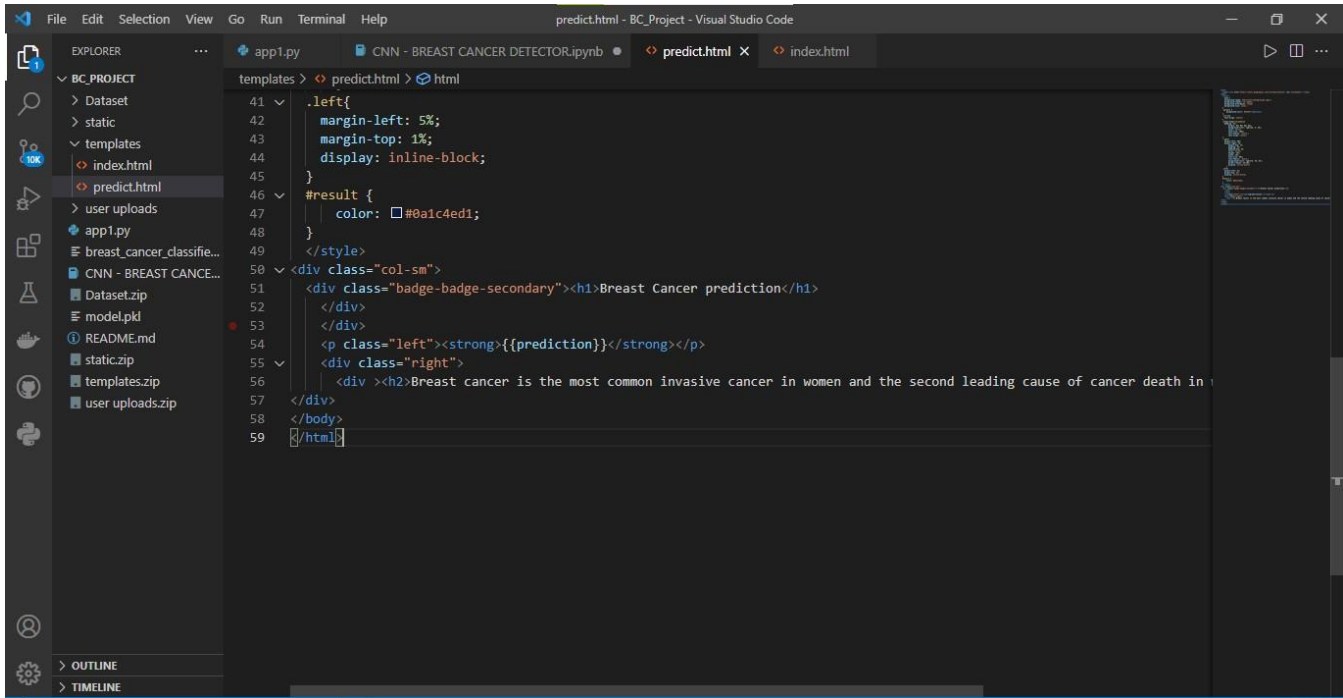 File Edit Selection View Go Run Terminal Help
predict.html - BC_Project - Visual Studio Code
EXPLORER
app1.py
CNN - BREAST CANCER DETECTOR.ipynb
predict.html
index.html
BC_PROJECT
templates > predict.html > html
Dataset
static
templates
index.html
predict.html
user uploads
app1.py
breast_cancer_classifie...
CNN - BREAST CANCE...
Dataset.zip
model.pkl
README.md
static.zip
templates.zip
user uploads.zip
1
10K
41 .left{
42 margin-left: 5%;
43 margin-top: 1%;
44 display: inline-block;
45 }
46 #result {
47 color: #0a1c4ed1;
48 }
49 </style>
50 <div class="col-sm">
51 <div class="badge-badge-secondary"><h1>Breast Cancer prediction</h1>
52 </div>
53 </div>
54 <p class="left"><strong>{{prediction}}</strong></p>
55 <div class="right">
56 <div ><h2>Breast cancer is the most common invasive cancer in women and the second leading cause of cancer death in
57 </div>
58 </body>
59 </html>
OUTLINE
TIMELINE